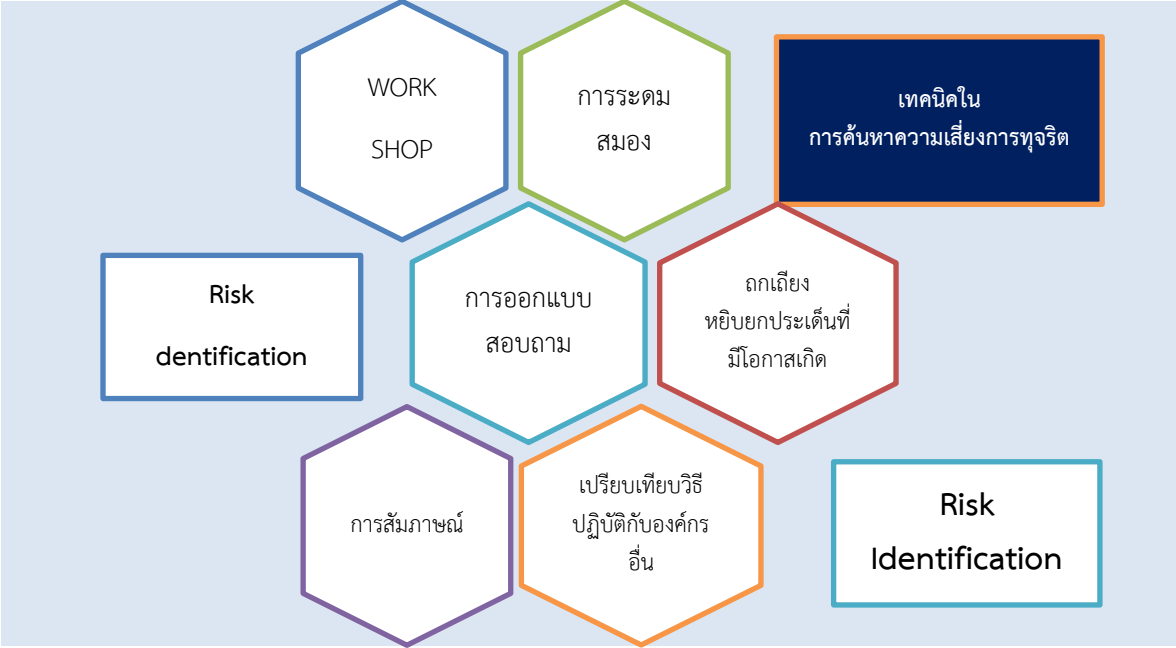 WORK
SHOP
การระดม
สมอง
เทคนิคใน
การค้นหาความเสี่ยงการทุจริต
Risk
dentification
การออกแบบ
สอบถาม
ถกเถียง
หยิบยกประเด็นที่
มีโอกาสเกิด
การสัมภาษณ์
เปรียบเทียบวิธี
ปฏิบัติกับองค์กร
อื่น
Risk
Identification